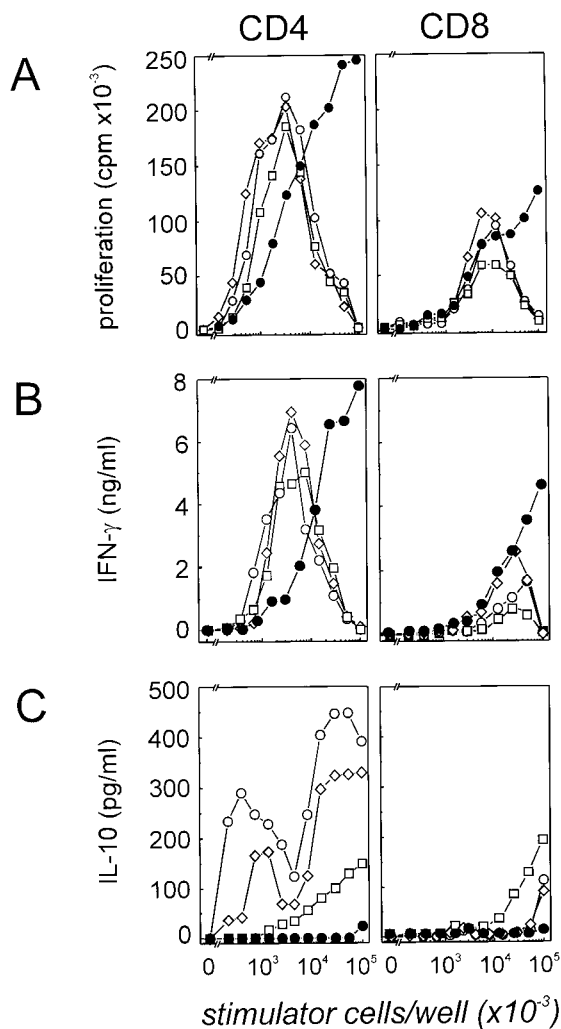 CD4 CD8
A
proliferation (cpm x10-3)
250
200
150
100
50
0
B
IFN-γ (ng/ml)
8
6
4
2
0
C
IL-10 (pg/ml)
500
400
300
200
100
0
0 10³ 10⁴ 10⁵ 0 10³ 10⁴ 10⁵
stimulator cells/well (x10-3)